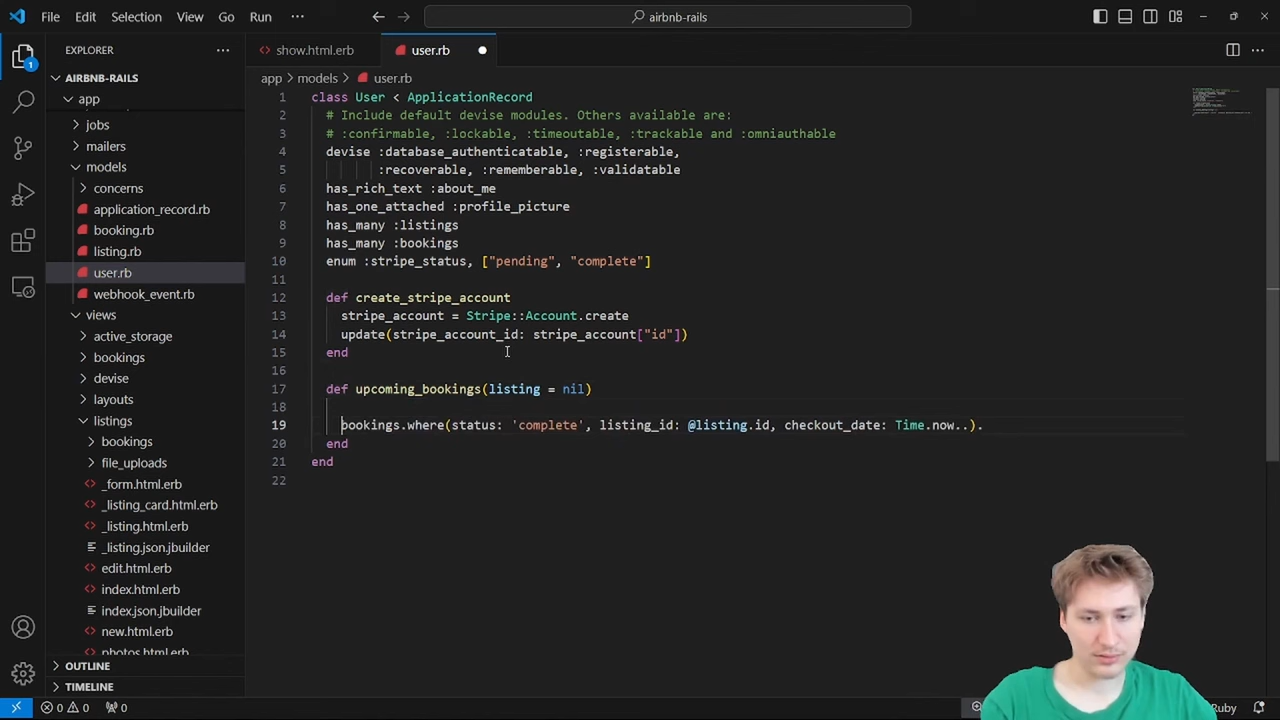 File Edit Selection View Go Run ··· airbnb-rails
EXPLORER ···
show.html.erb
user.rb
AIRBNB-RAILS
app
jobs
mailers
models
concerns
application_record.rb
booking.rb
listing.rb
user.rb
webhook_event.rb
views
active_storage
bookings
devise
layouts
listings
bookings
file_uploads
_form.html.erb
_listing_card.html.erb
_listing.html.erb
_listing.json.jbuilder
edit.html.erb
index.html.erb
index.json.jbuilder
new.html.erb
photos.html.erb
OUTLINE
TIMELINE
1
app > models > user.rb
1 class User < ApplicationRecord
2 # Include default devise modules. Others available are:
3 # :confirmable, :lockable, :timeoutable, :trackable and :omniauthable
4 devise :database_authenticatable, :registerable,
5 :recoverable, :rememberable, :validatable
6 has_rich_text :about_me
7 has_one_attached :profile_picture
8 has_many :listings
9 has_many :bookings
10 enum :stripe_status, ["pending", "complete"]
11
12 def create_stripe_account
13 stripe_account = Stripe::Account.create
14 update(stripe_account_id: stripe_account["id"])
15 end
16
17 def upcoming_bookings(listing = nil)
18
19 bookings.where(status: 'complete', listing_id: @listing.id, checkout_date: Time.now..).
20 end
21 end
22
0 0 0 Ruby